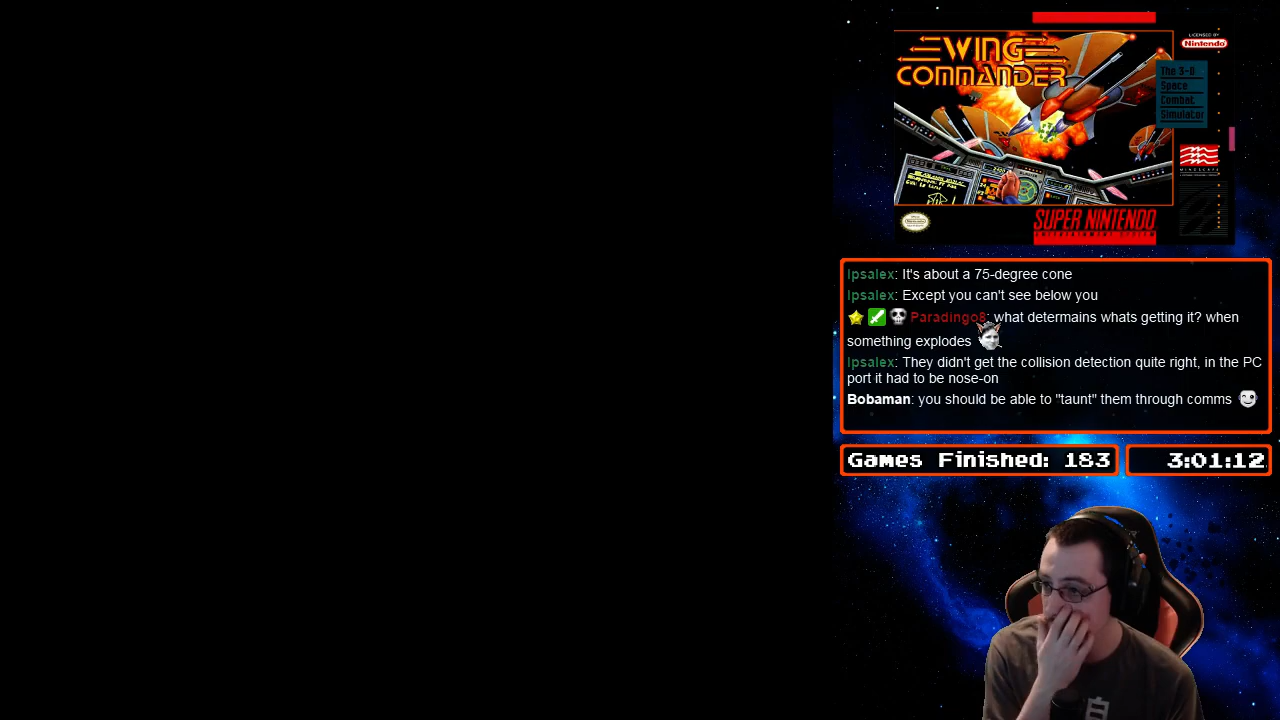 WING
COMMANDER
LICENSED BY
Nintendo
The 3-D
Space
Combat
Simulator
MINDSCAPE
SUPER NINTENDO
ENTERTAINMENT SYSTEM
Ipsalex: It's about a 75-degree cone
Ipsalex: Except you can't see below you
Paradingo8: what determains whats getting it? when
something explodes
Ipsalex: They didn't get the collision detection quite right, in the PC
port it had to be nose-on
Bobaman: you should be able to "taunt" them through comms
Games Finished: 183
3:01:12
白